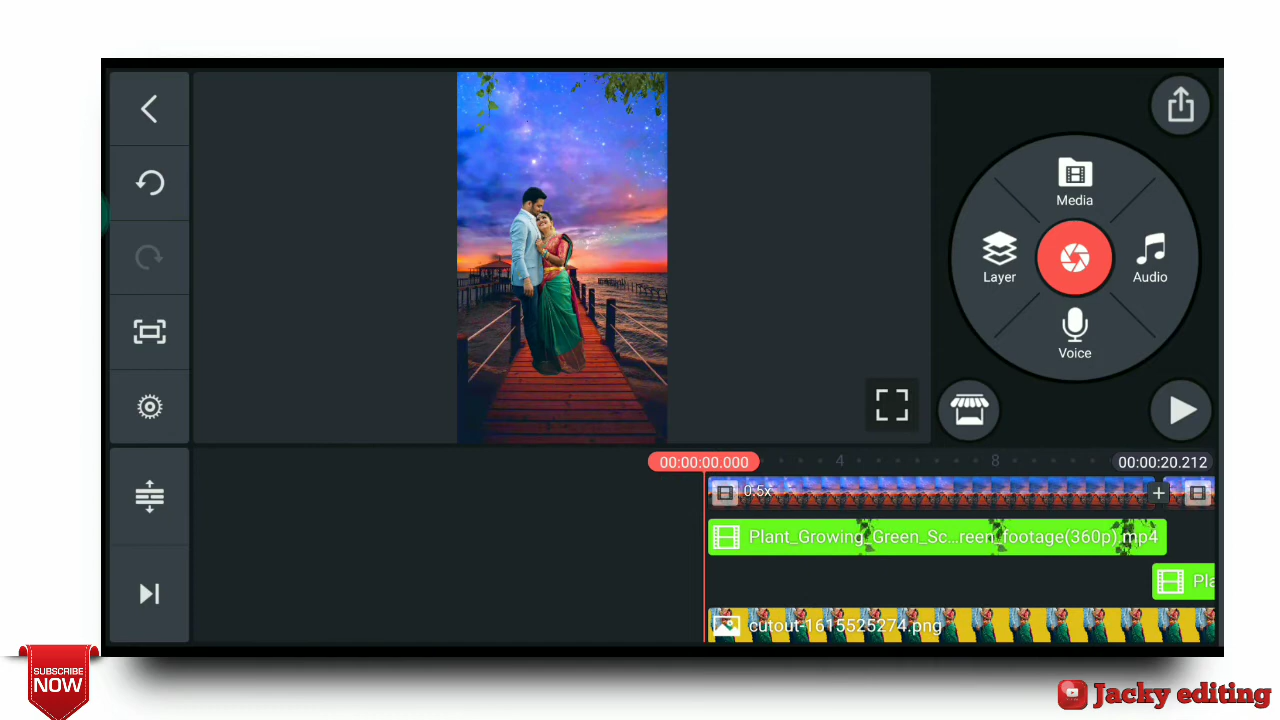 Media
Layer
Audio
Voice
00:00:00.000
4
8
00:00:20.212
0.5x
Plant_Growing_Green_Sc...reen_footage(360p).mp4
Pla
cutout-1615525274.png
SUBSCRIBE
NOW
Jacky editing